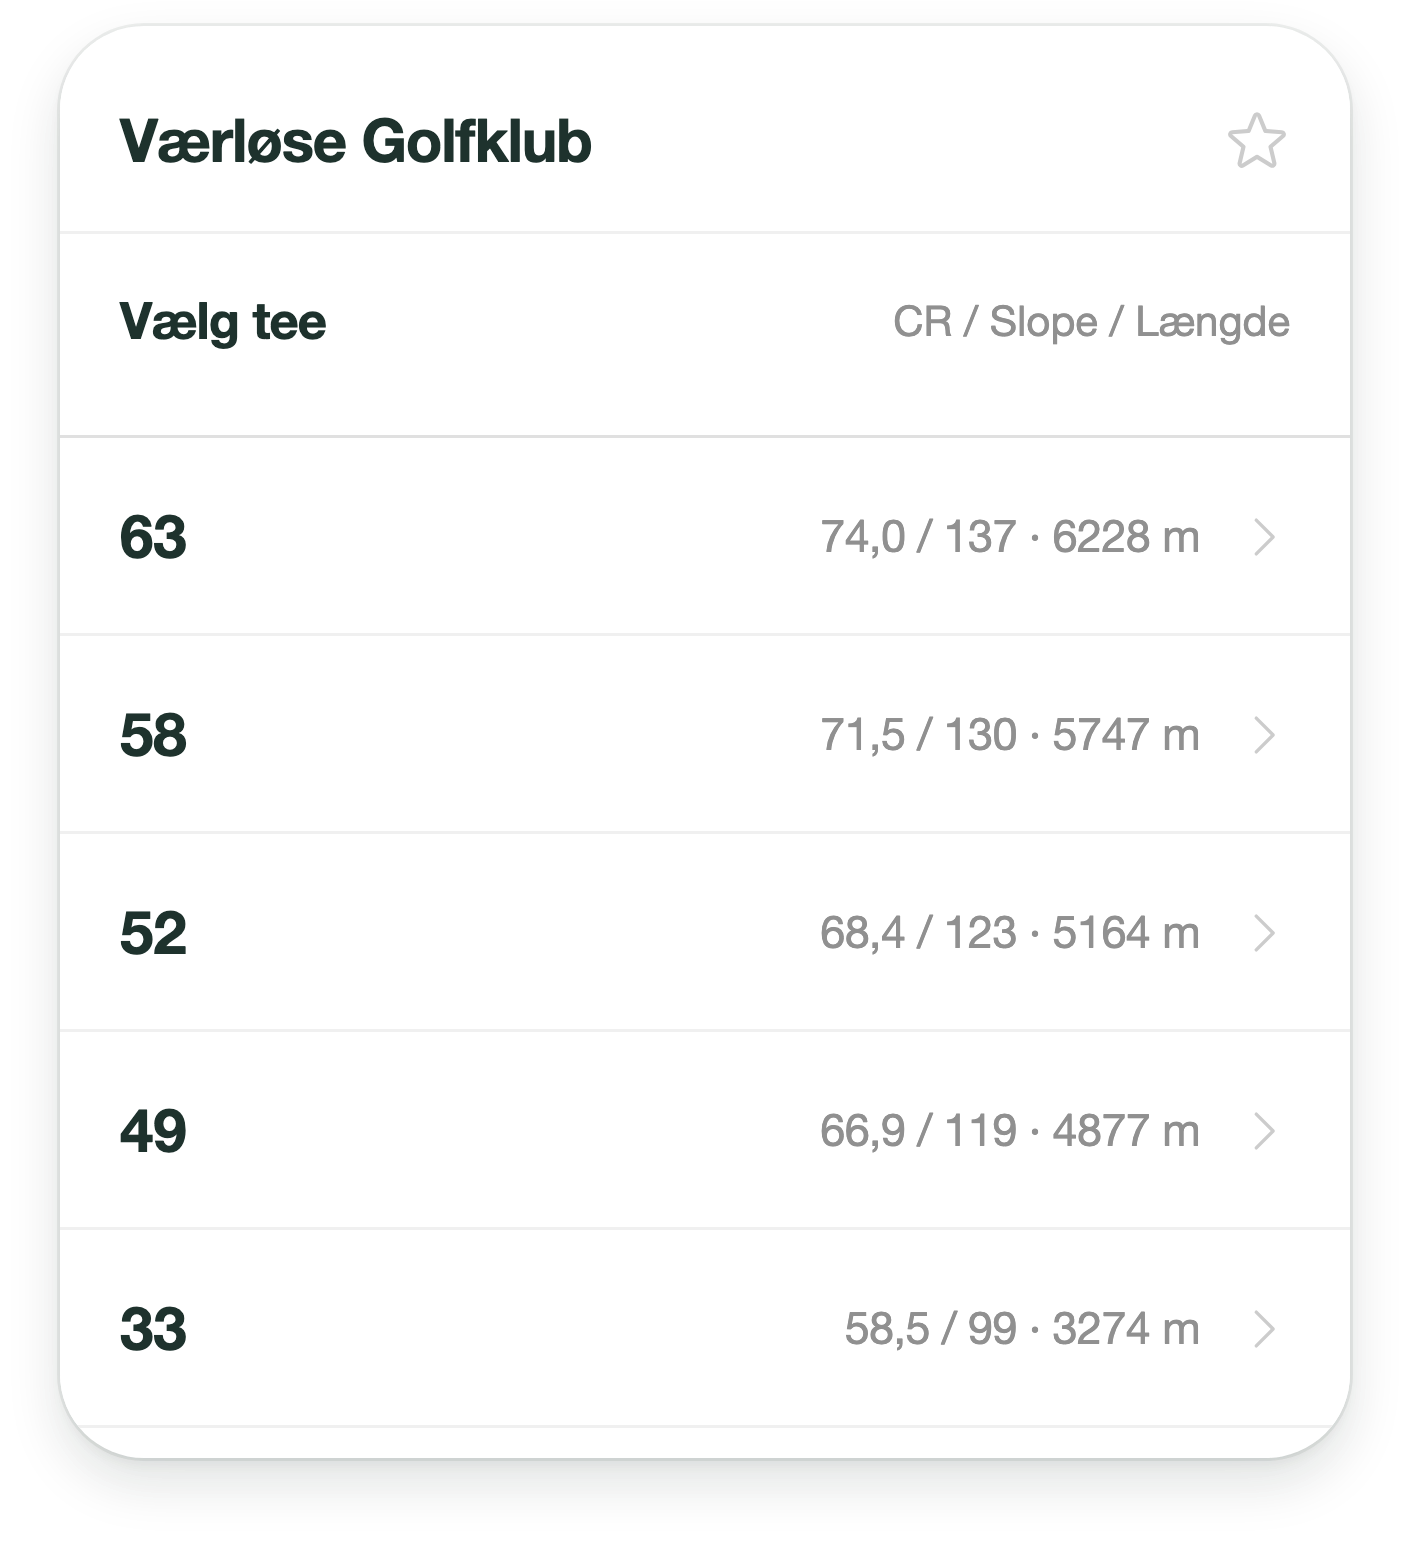 Værløse Golfklub
Vælg tee CR / Slope / Længde
63 74,0 / 137 · 6228 m
58 71,5 / 130 · 5747 m
52 68,4 / 123 · 5164 m
49 66,9 / 119 · 4877 m
33 58,5 / 99 · 3274 m